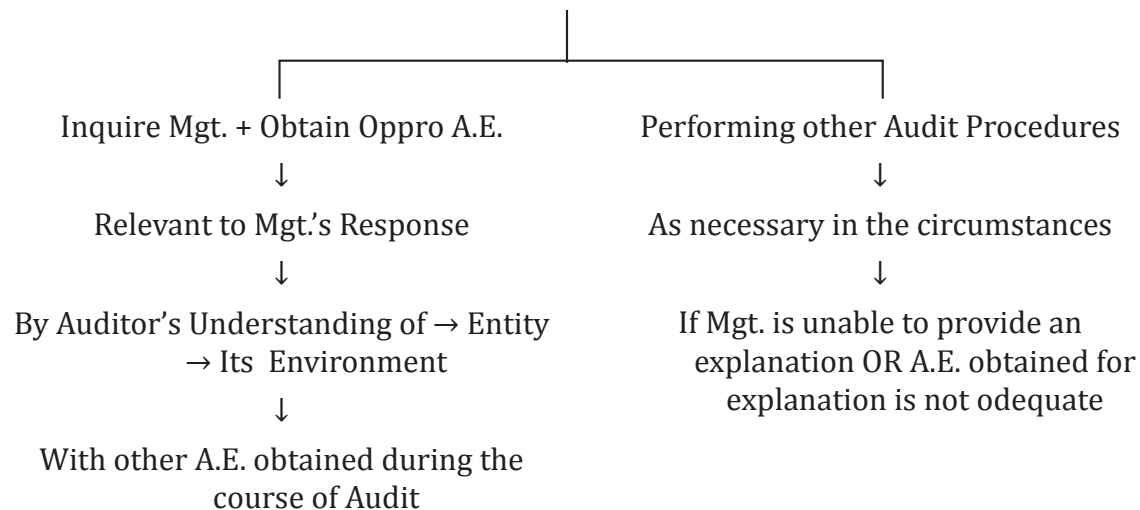 Inquire Mgt. + Obtain Oppro A.E.
↓
Relevant to Mgt.'s Response
↓
By Auditor's Understanding of → Entity
→ Its Environment
↓
With other A.E. obtained during the
course of Audit
Performing other Audit Procedures
↓
As necessary in the circumstances
↓
If Mgt. is unable to provide an
explanation OR A.E. obtained for
explanation is not odequate